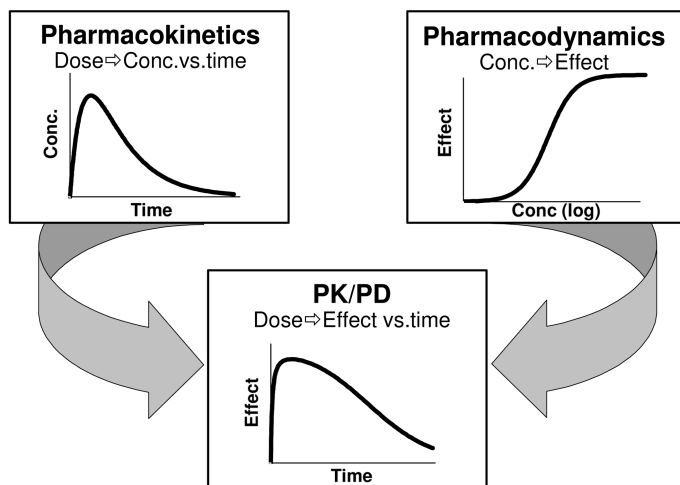 Pharmacokinetics
Dose⇨Conc.vs.time
Conc.
Time
Pharmacodynamics
Conc.⇨Effect
Effect
Conc (log)
PK/PD
Dose⇨Effect vs.time
Effect
Time